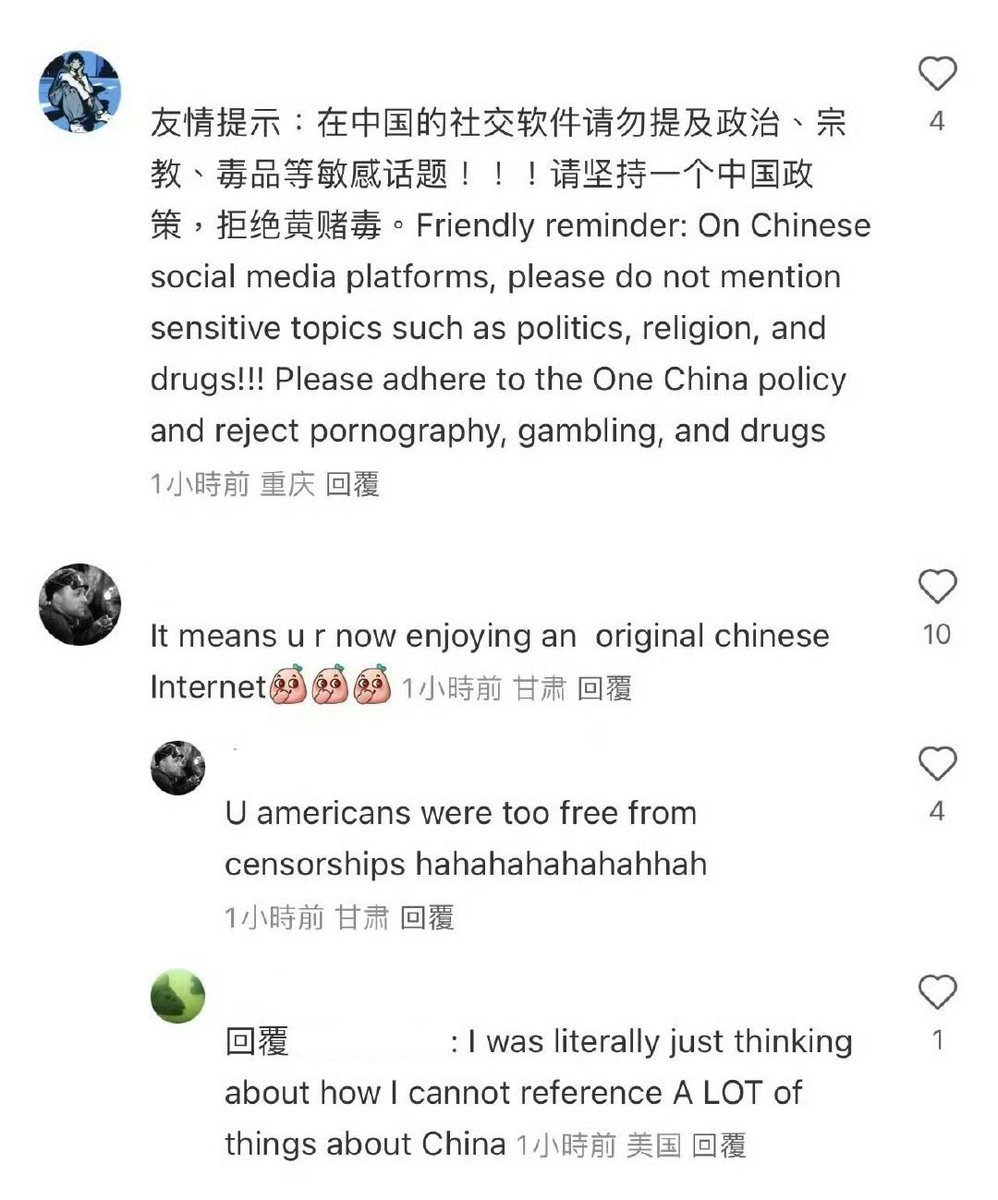 4
友情提示：在中国的社交软件请勿提及政治、宗
教、毒品等敏感话题！！！请坚持一个中国政
策，拒绝黄赌毒。Friendly reminder: On Chinese
social media platforms, please do not mention
sensitive topics such as politics, religion, and
drugs!!! Please adhere to the One China policy
and reject pornography, gambling, and drugs
1小時前 重庆 回覆
10
It means u r now enjoying an  original chinese
Internet 1小時前 甘肃 回覆
4
U americans were too free from
censorships hahahahahahahhah
1小時前 甘肃 回覆
1
回覆 : I was literally just thinking
about how I cannot reference A LOT of
things about China 1小時前 美国 回覆